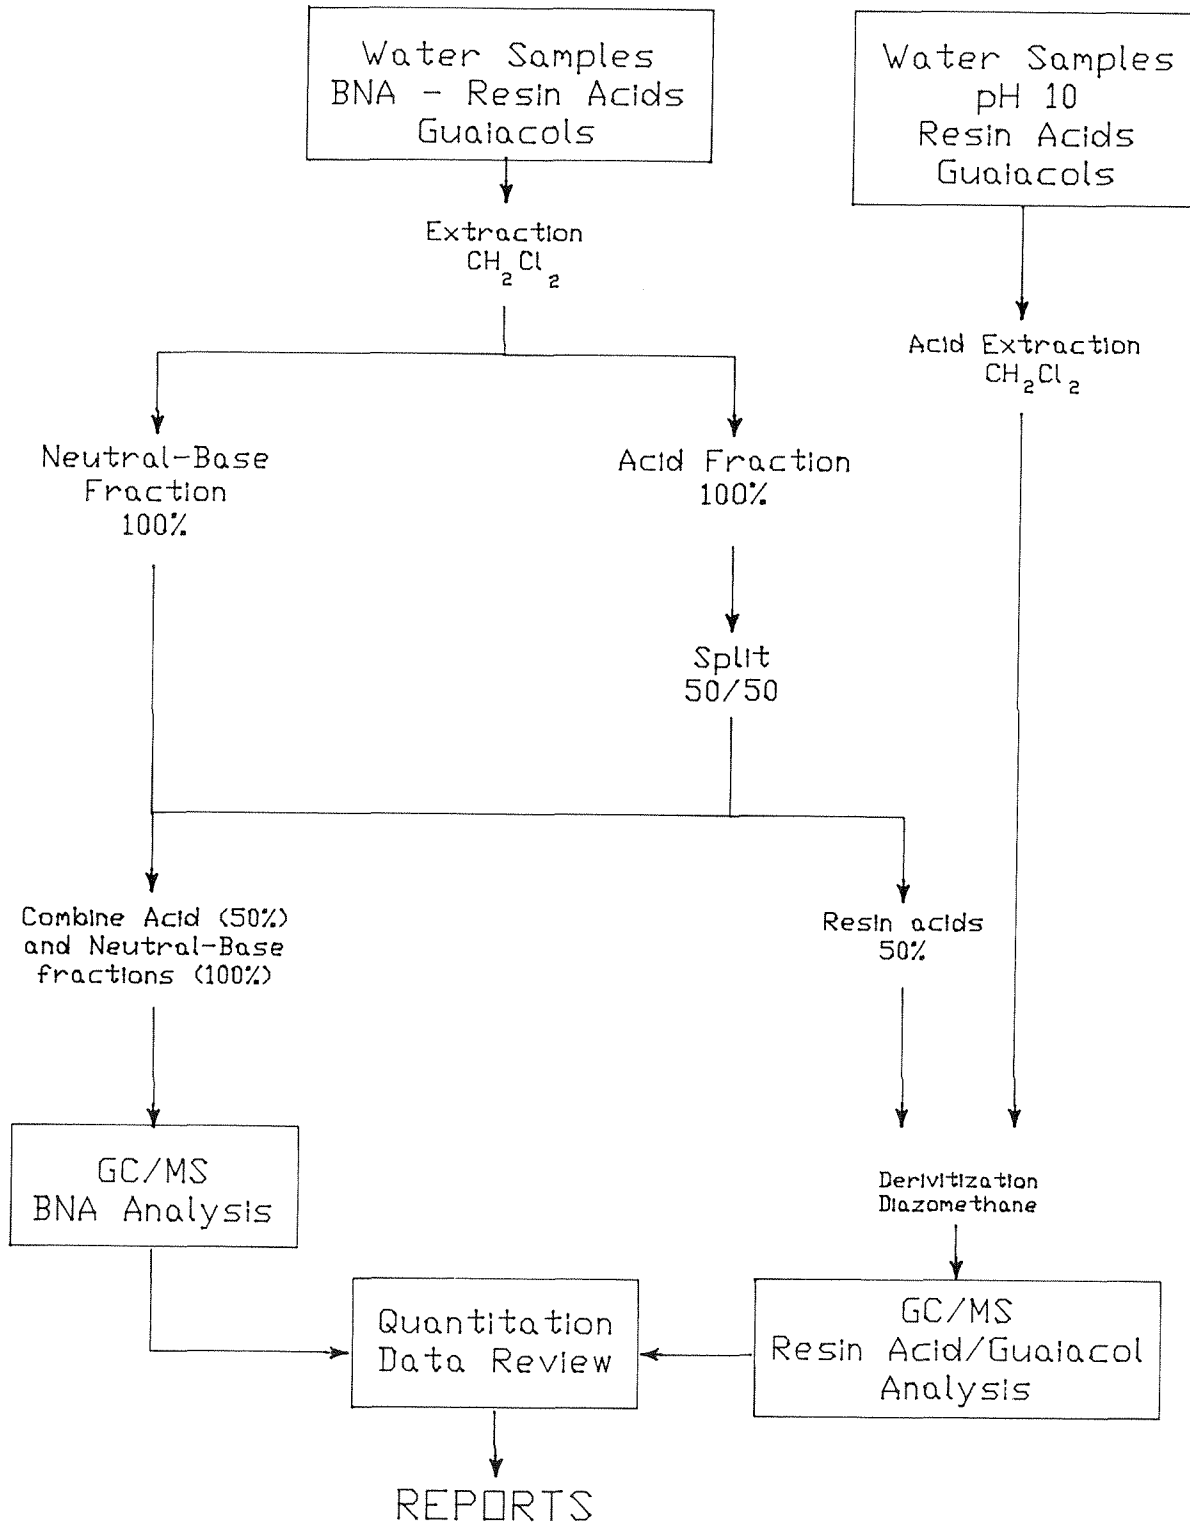 Water Samples
BNA - Resin Acids
Guaiacols
Water Samples
pH 10
Resin Acids
Guaiacols
Extraction
CH₂Cl₂
Acid Extraction
CH₂Cl₂
Neutral-Base
Fraction
100%
Acid Fraction
100%
Split
50/50
Combine Acid (50%)
and Neutral-Base
fractions (100%)
Resin acids
50%
GC/MS
BNA Analysis
Derivitization
Diazomethane
Quantitation
Data Review
GC/MS
Resin Acid/Guaiacol
Analysis
REPORTS